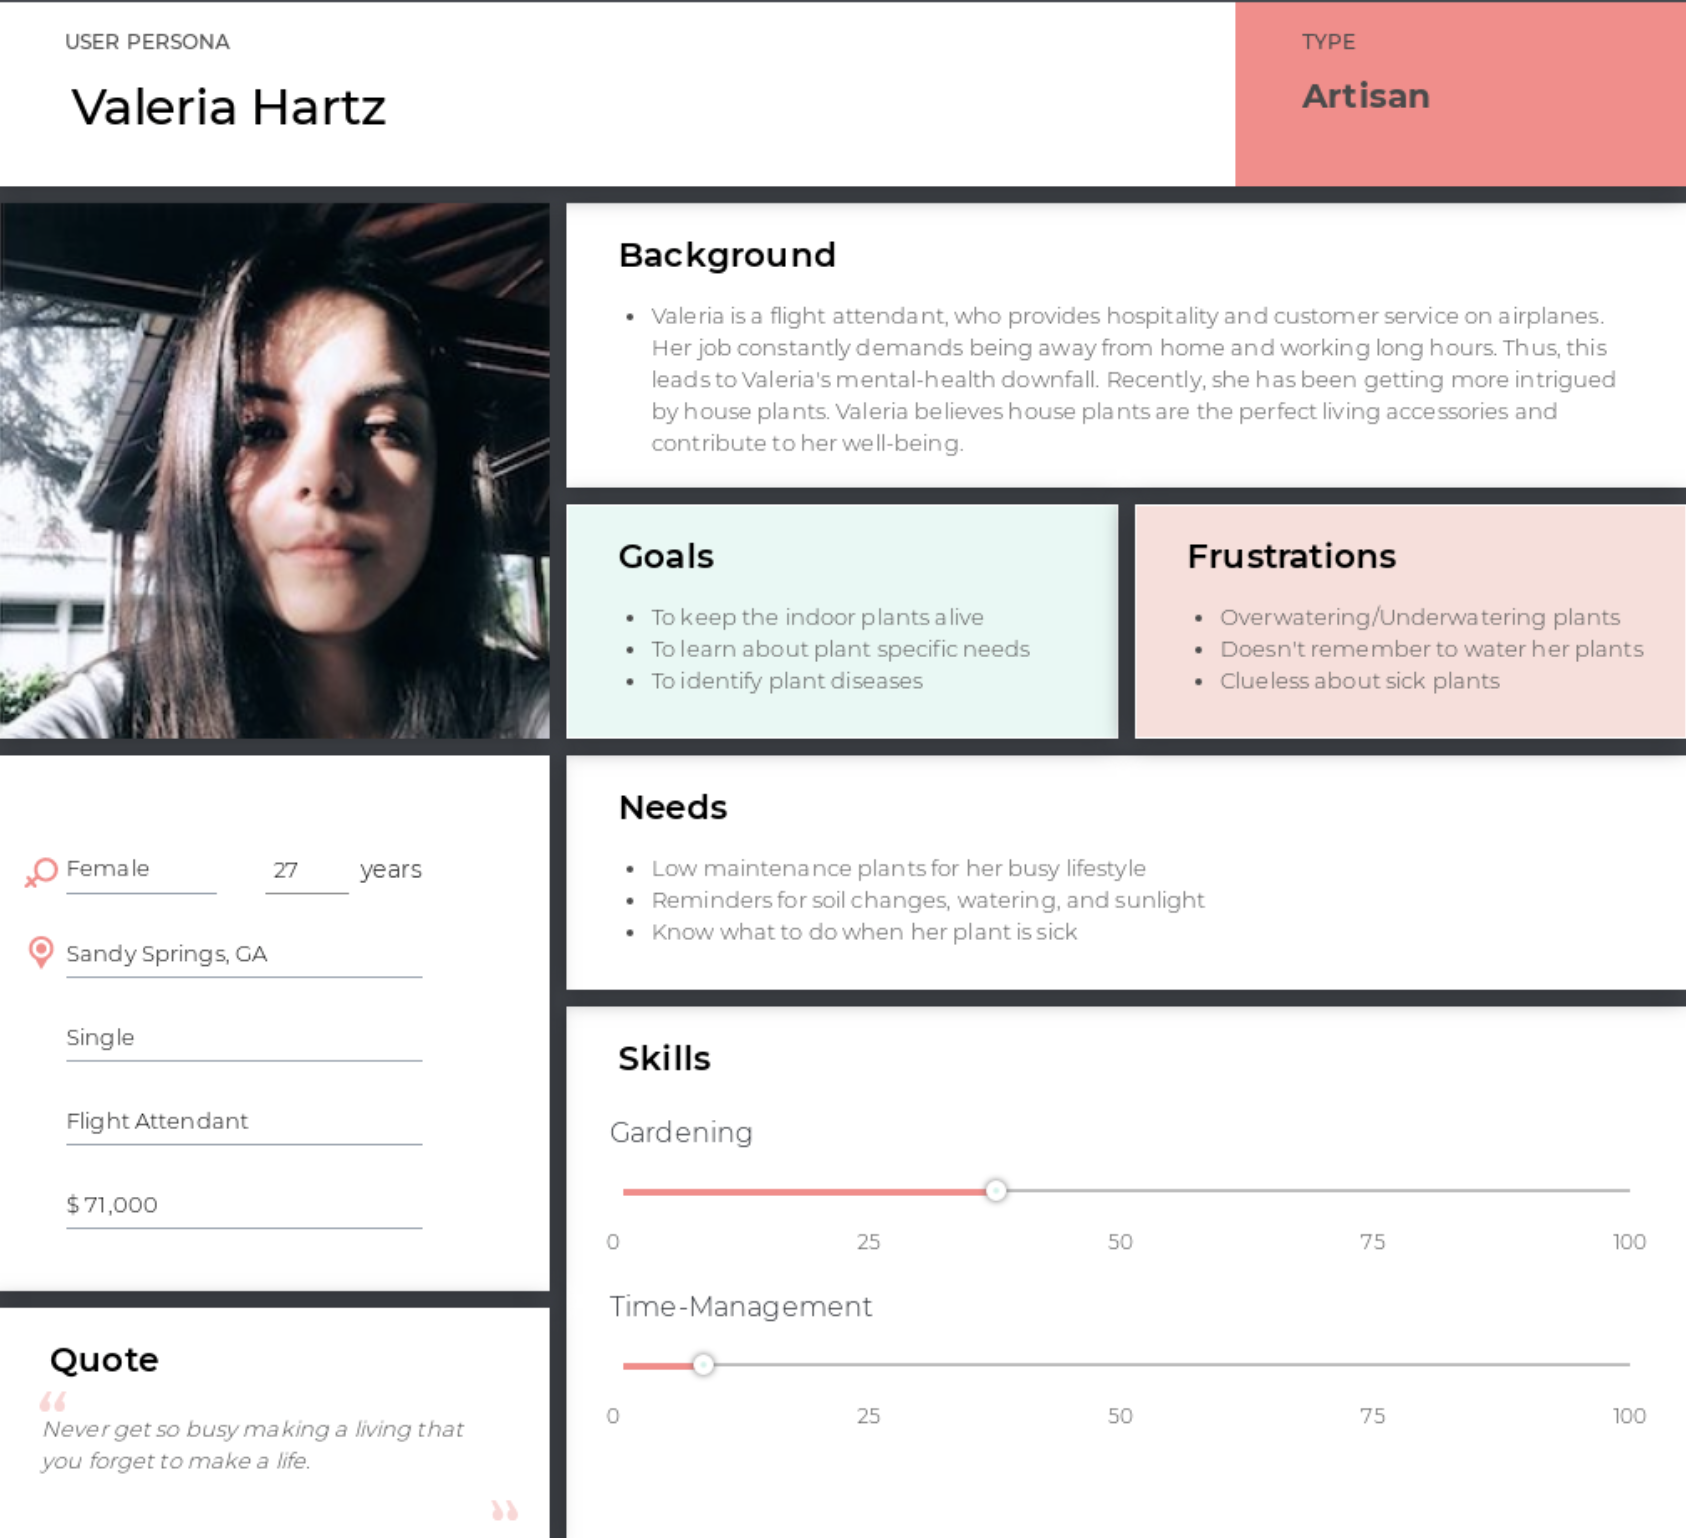 USER PERSONA
Valeria Hartz
TYPE
Artisan
Background
• Valeria is a flight attendant, who provides hospitality and customer service on airplanes.
Her job constantly demands being away from home and working long hours. Thus, this
leads to Valeria's mental-health downfall. Recently, she has been getting more intrigued
by house plants. Valeria believes house plants are the perfect living accessories and
contribute to her well-being.
Goals
• To keep the indoor plants alive
• To learn about plant specific needs
• To identify plant diseases
Frustrations
• Overwatering/Underwatering plants
• Doesn't remember to water her plants
• Clueless about sick plants
Female 27 years
Sandy Springs, GA
Single
Flight Attendant
$ 71,000
Needs
• Low maintenance plants for her busy lifestyle
• Reminders for soil changes, watering, and sunlight
• Know what to do when her plant is sick
Skills
Gardening
0 25 50 75 100
Time-Management
0 25 50 75 100
Quote
“
Never get so busy making a living that
you forget to make a life.
”